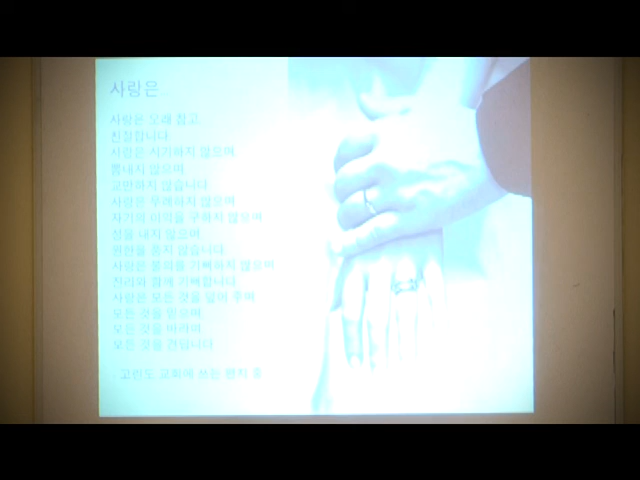 사랑은
사랑은 오래 참고
친절합니다
사랑은 시기하지 않으며
뽐내지 않으며
교만하지 않습니다
사랑은 무례하지 않으며
자기의 이익을 구하지 않으며
성을 내지 않으며
원한을 품지 않습니다
사랑은 불의를 기뻐하지 않으며
진리와 함께 기뻐합니다
사랑은 모든 것을 덮어 주며
모든 것을 믿으며
모든 것을 바라며
모든 것을 견딥니다
고린도 교회에 쓰는 편지 중